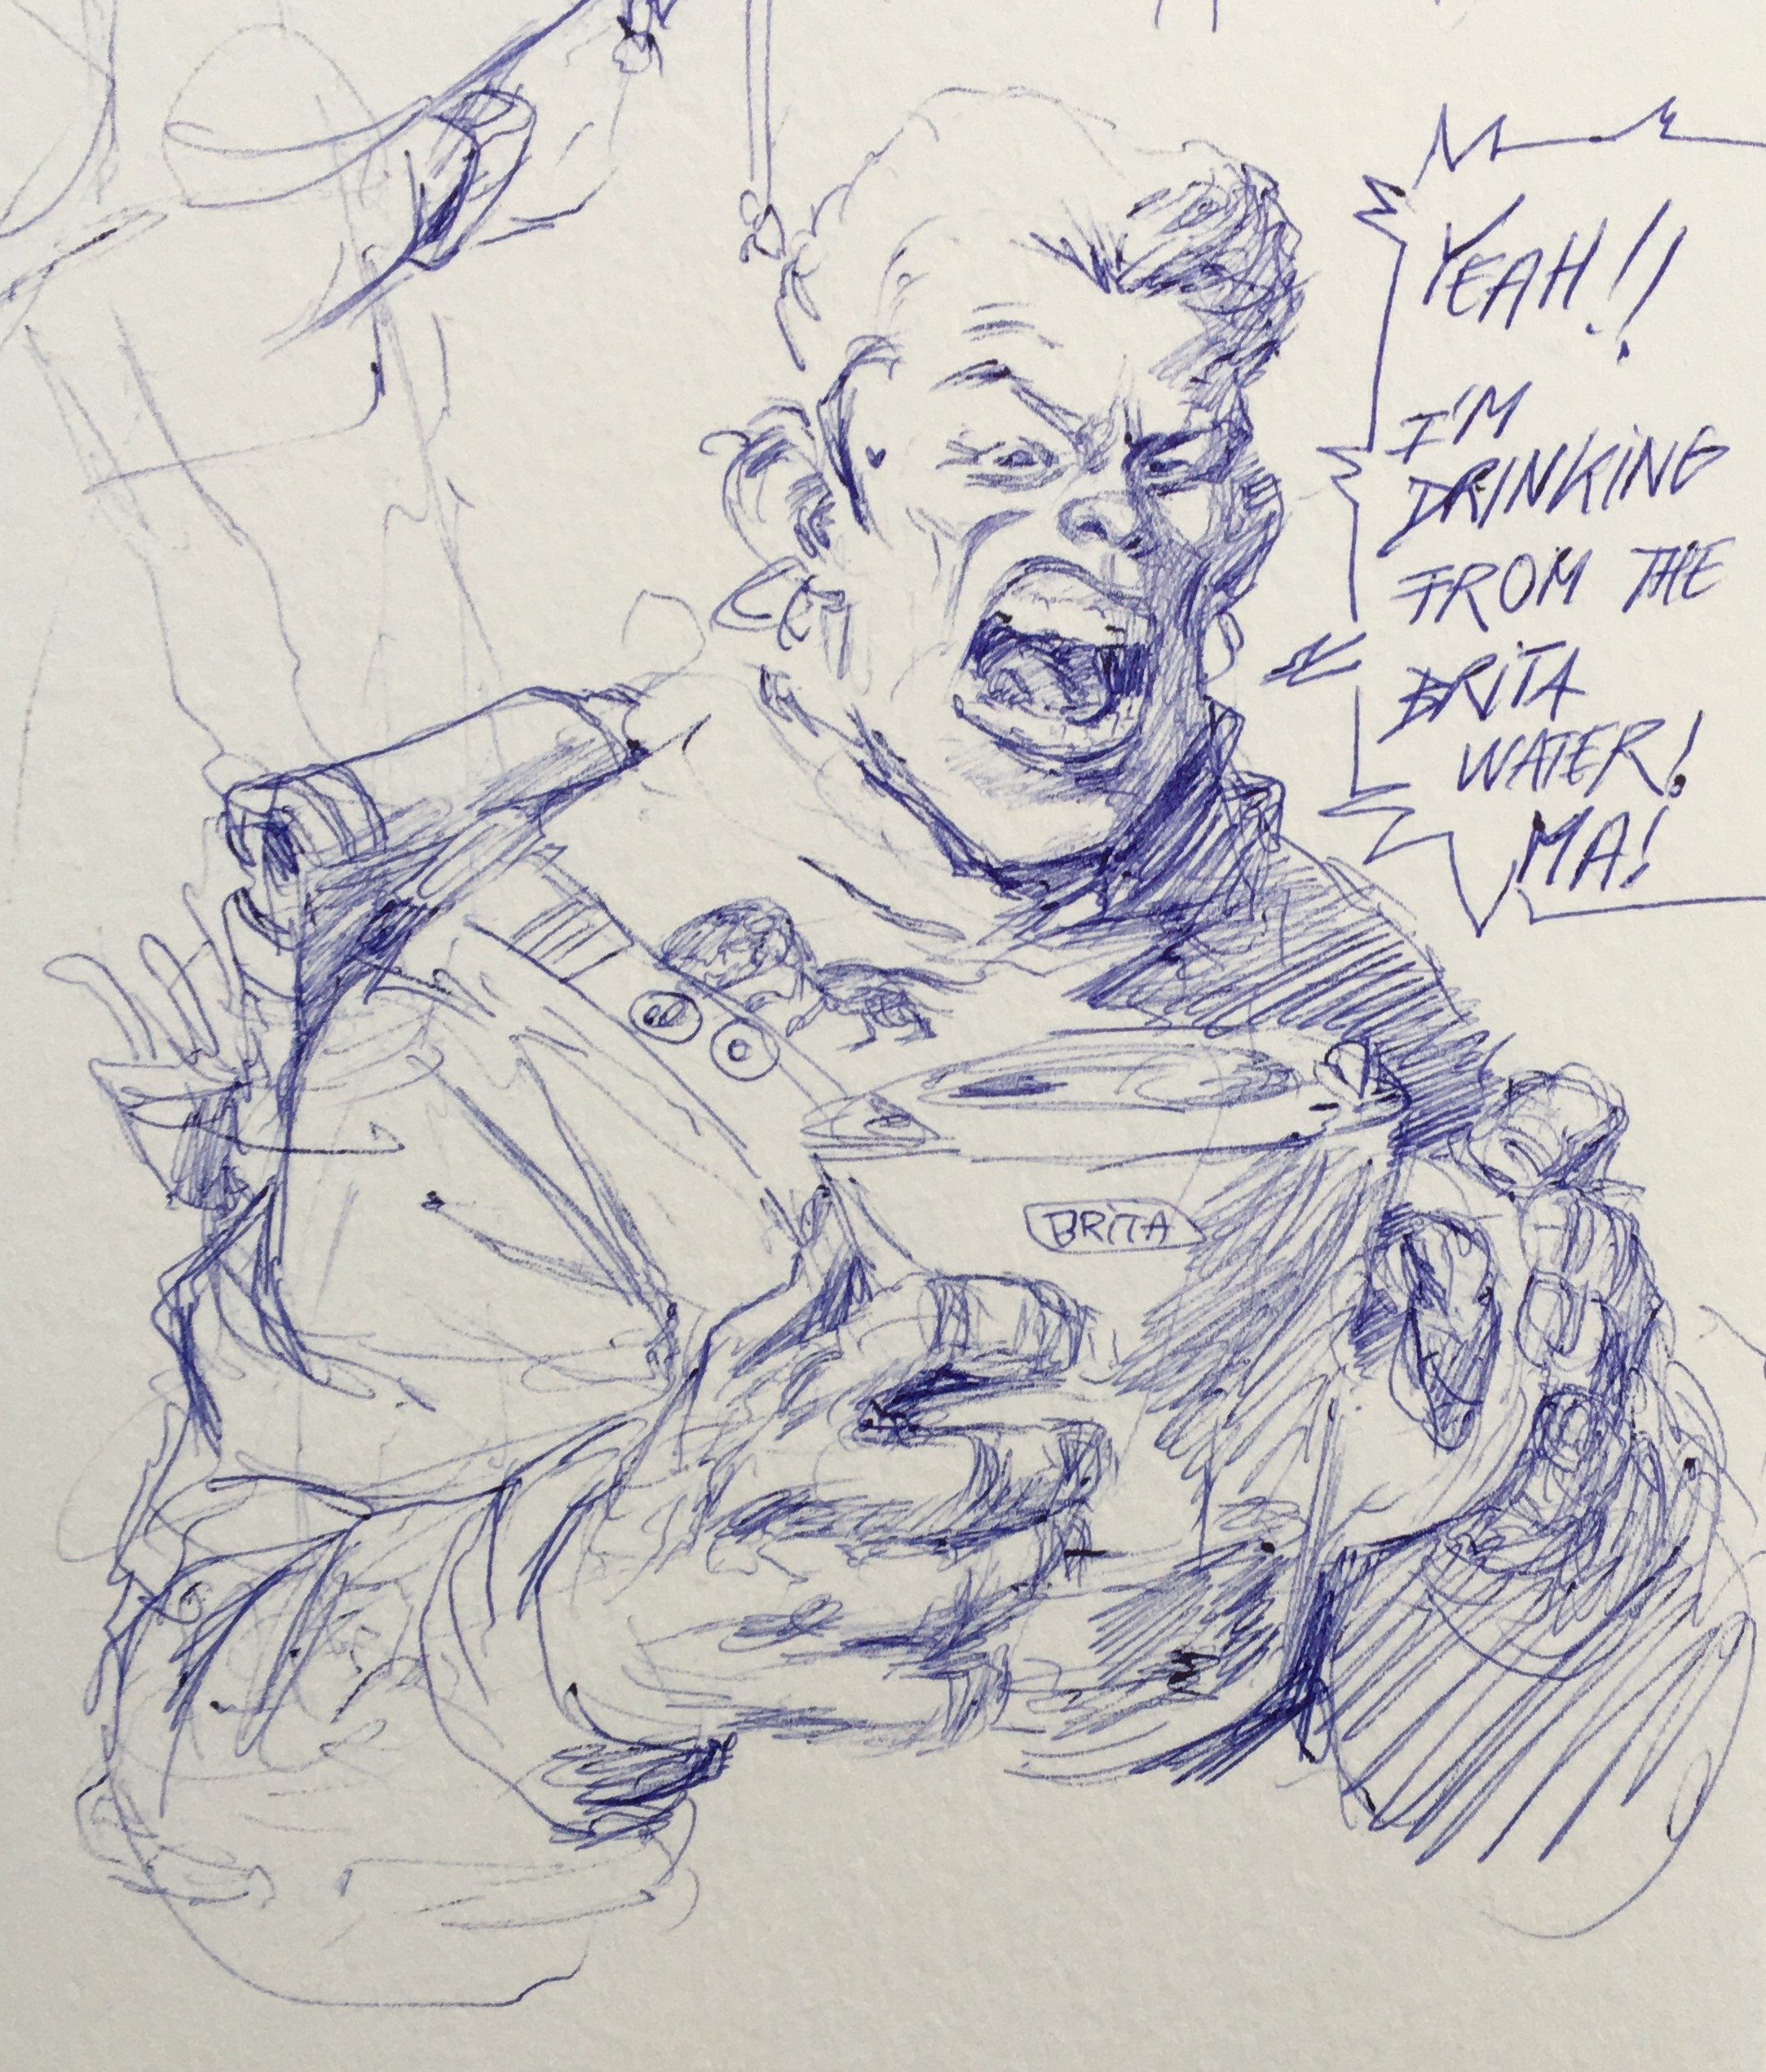 YEAH!!
I'M
DRINKING
FROM THE
BRITA
WATER!
MA!
BRITA